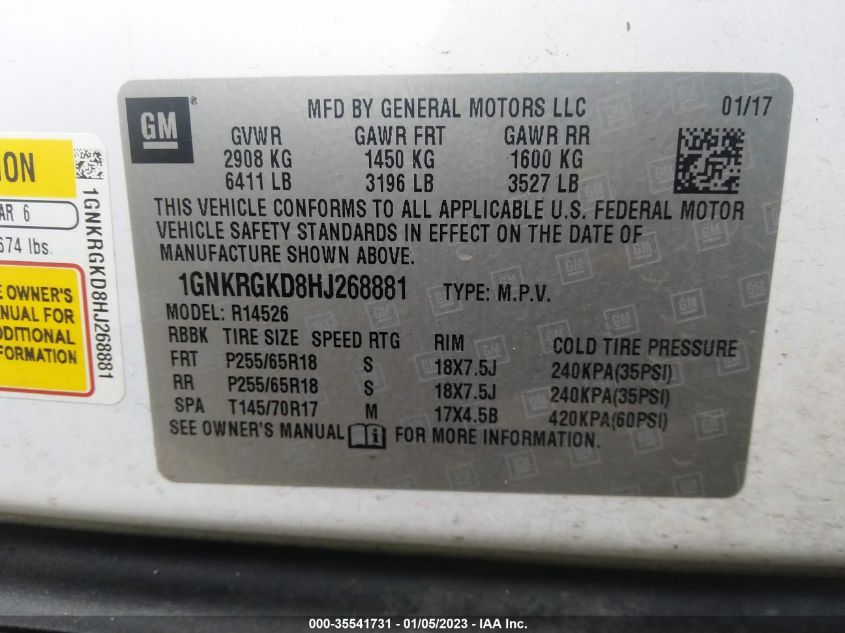 GM
®
MFD BY GENERAL MOTORS LLC 01/17
GVWR GAWR FRT GAWR RR
2908 KG 1450 KG 1600 KG
6411 LB 3196 LB 3527 LB
THIS VEHICLE CONFORMS TO ALL APPLICABLE U.S. FEDERAL MOTOR
VEHICLE SAFETY STANDARDS IN EFFECT ON THE DATE OF
MANUFACTURE SHOWN ABOVE.
1GNKRGKD8HJ268881 TYPE: M.P.V.
MODEL: R14526
RBBK TIRE SIZE SPEED RTG RIM COLD TIRE PRESSURE
FRT P255/65R18 S 18X7.5J 240KPA(35PSI)
RR P255/65R18 S 18X7.5J 240KPA(35PSI)
SPA T145/70R17 M 17X4.5B 420KPA(60PSI)
SEE OWNER'S MANUAL FOR MORE INFORMATION.
6
lbs.
OWNER'S
FOR
1GNKRGKD8HJ268881
000-35541731 - 01/05/2023 - IAA Inc.